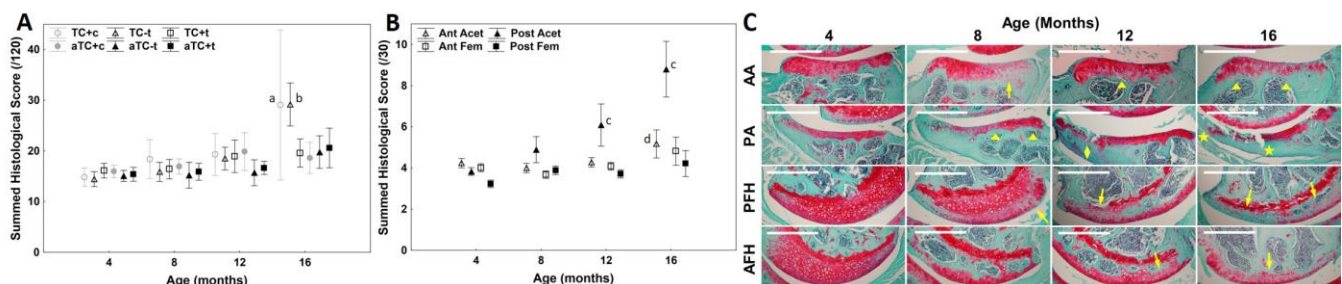 A
TC+c TC-t TC+t
aTC+c aTC-t aTC+t
Summed Histological Score (/120)
40
30
20
10
0
a
b
4 8 12 16
Age (months)
B
Ant Acet Post Acet
Ant Fem Post Fem
Summed Histological Score (/30)
10
8
6
4
2
0
c
c
d
4 8 12 16
Age (months)
C
Age (Months)
4 8 12 16
AA
PA
PFH
AFH